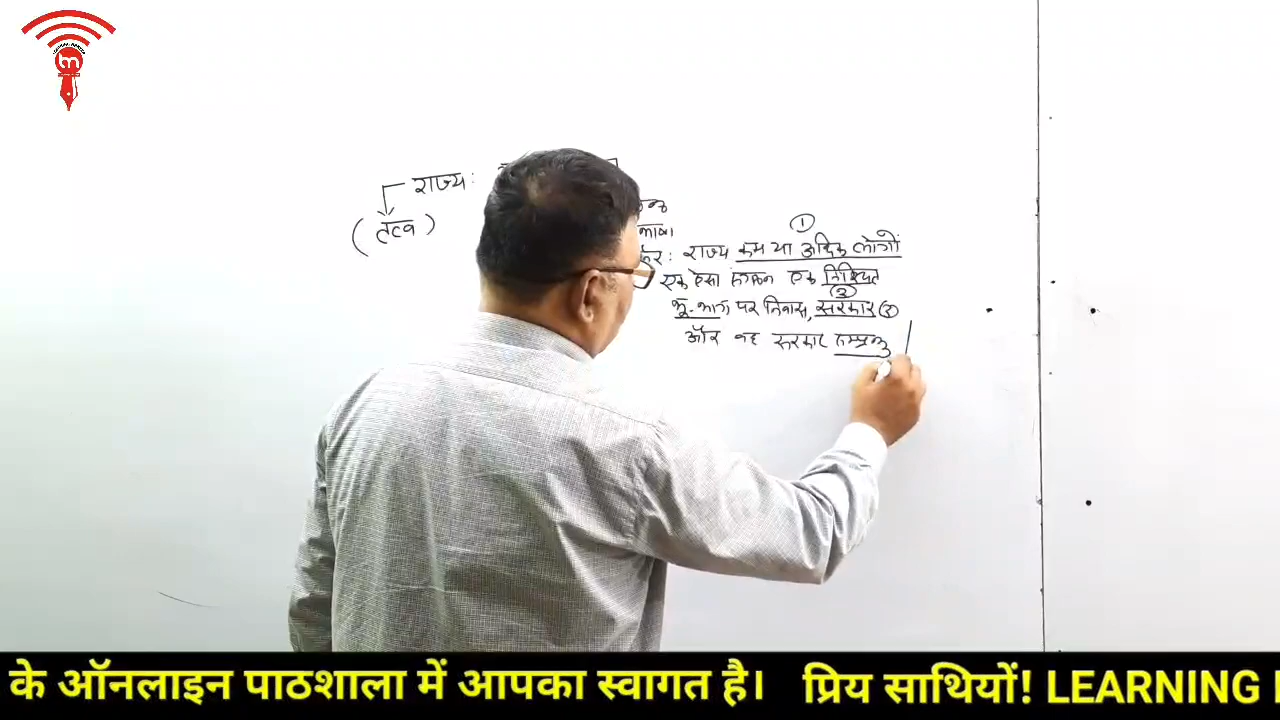 राज्य:
(तत्व)
①
राज्य कम या अधिक लोगों
एक ऐसा संगठन एक निश्चित
②
भू-भाग पर निवास, सरकार ③
और वह सरकार सम्प्रभु
के ऑनलाइन पाठशाला में आपका स्वागत है। प्रिय साथियों! LEARNING